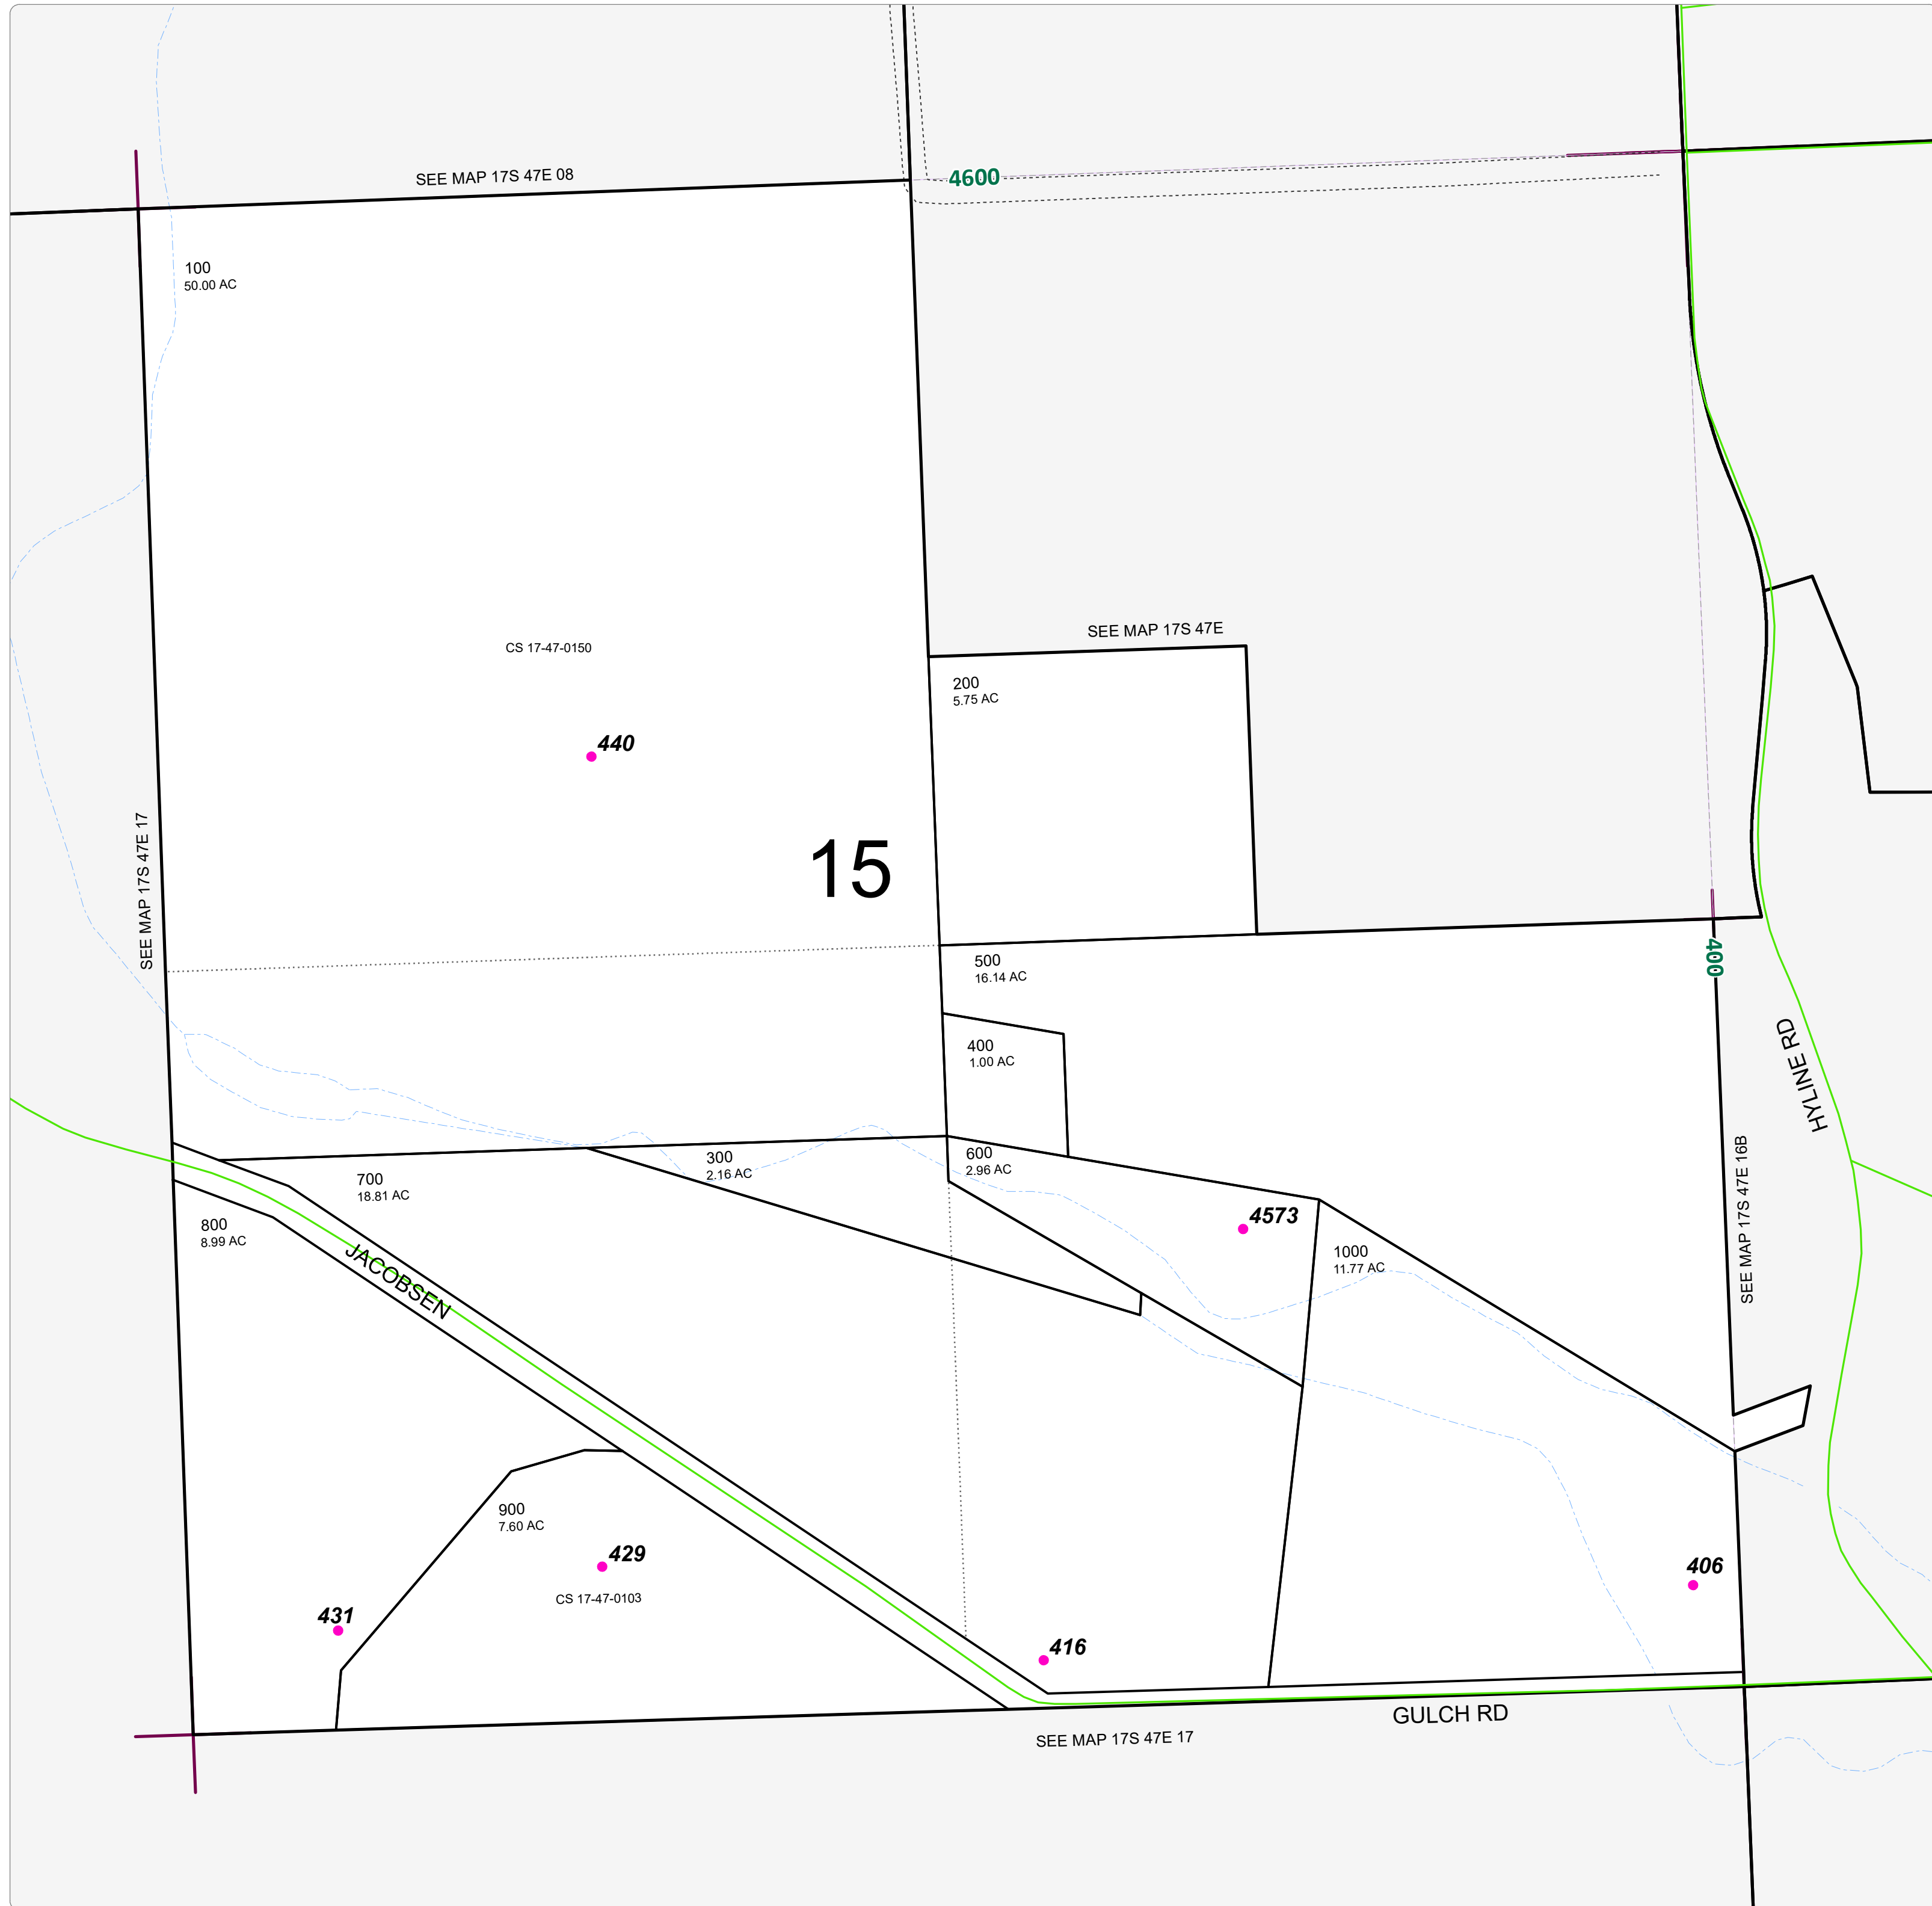 SEE MAP 17S 47E 08
4600
100
50.00 AC
SEE MAP 17S 47E
CS 17-47-0150
200
5.75 AC
440
SEE MAP 17S 47E 17
15
400
500
16.14 AC
HYLINE RD
400
1.00 AC
SEE MAP 17S 47E 16B
300
2.16 AC
600
2.96 AC
700
18.81 AC
4573
800
8.99 AC
JACOBSEN
1000
11.77 AC
900
7.60 AC
429
406
CS 17-47-0103
431
416
GULCH RD
SEE MAP 17S 47E 17